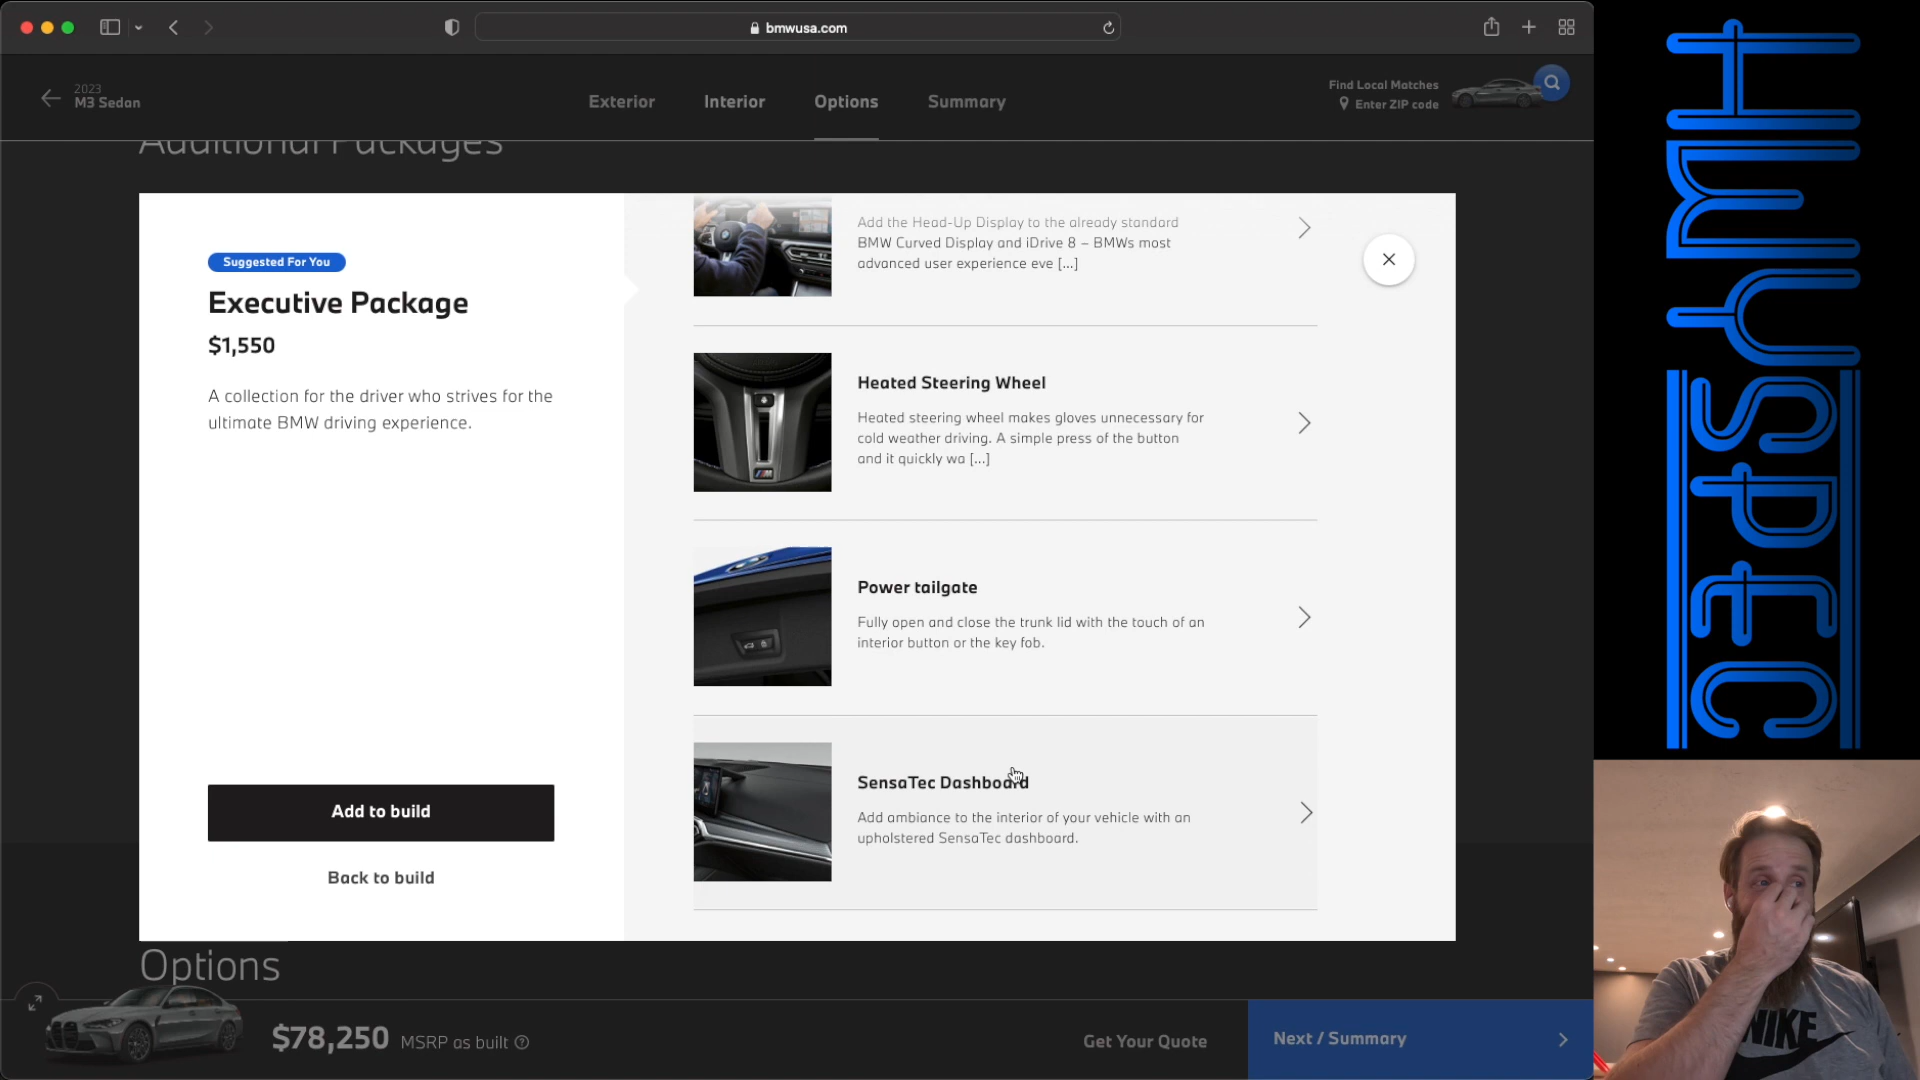 bmwusa.com
2023
M3 Sedan
Exterior
Interior
Options
Summary
Find Local Matches
Enter ZIP code
Additional Packages
Suggested For You
Executive Package
$1,550
A collection for the driver who strives for the
ultimate BMW driving experience.
Add to build
Back to build
Add the Head-Up Display to the already standard
BMW Curved Display and iDrive 8 – BMWs most
advanced user experience eve [...]
Heated Steering Wheel
Heated steering wheel makes gloves unnecessary for
cold weather driving. A simple press of the button
and it quickly wa [...]
Power tailgate
Fully open and close the trunk lid with the touch of an
interior button or the key fob.
SensaTec Dashboard
Add ambiance to the interior of your vehicle with an
upholstered SensaTec dashboard.
Options
$78,250 MSRP as built
Get Your Quote
Next / Summary
HMUSPEC
NIKE